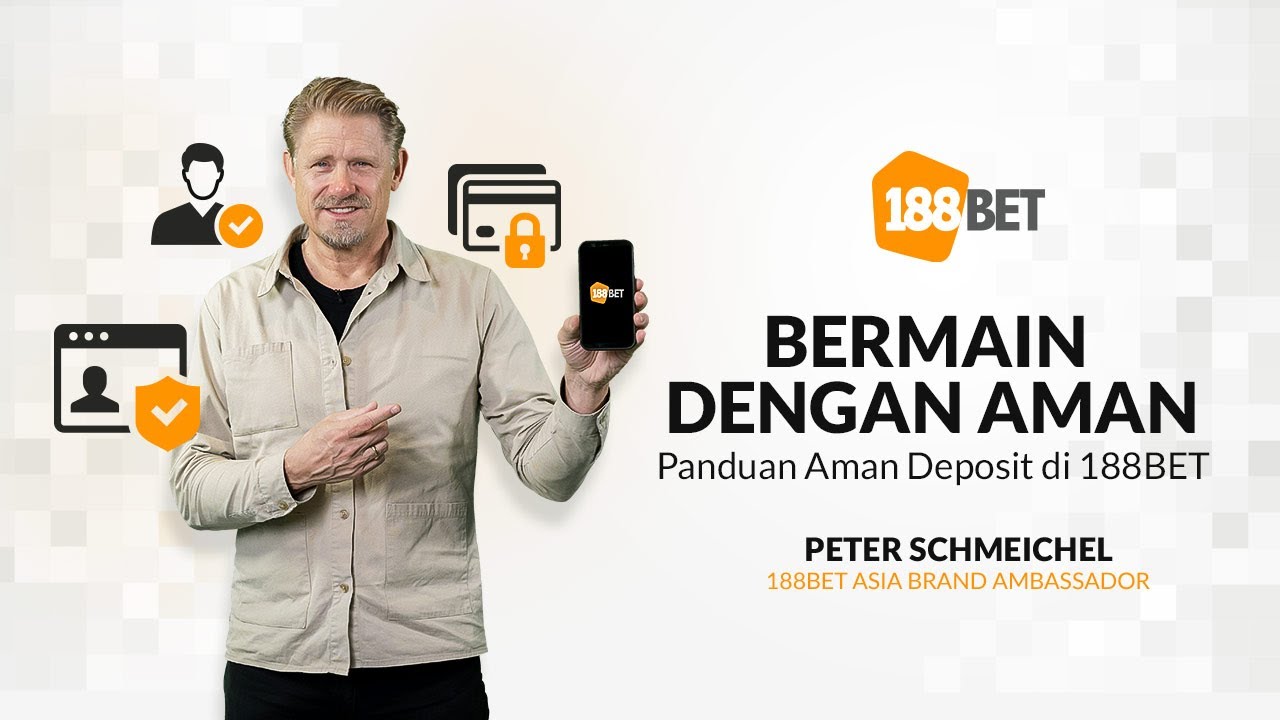 188BET
188BET
BERMAIN
DENGAN AMAN
Panduan Aman Deposit di 188BET
PETER SCHMEICHEL
188BET ASIA BRAND AMBASSADOR